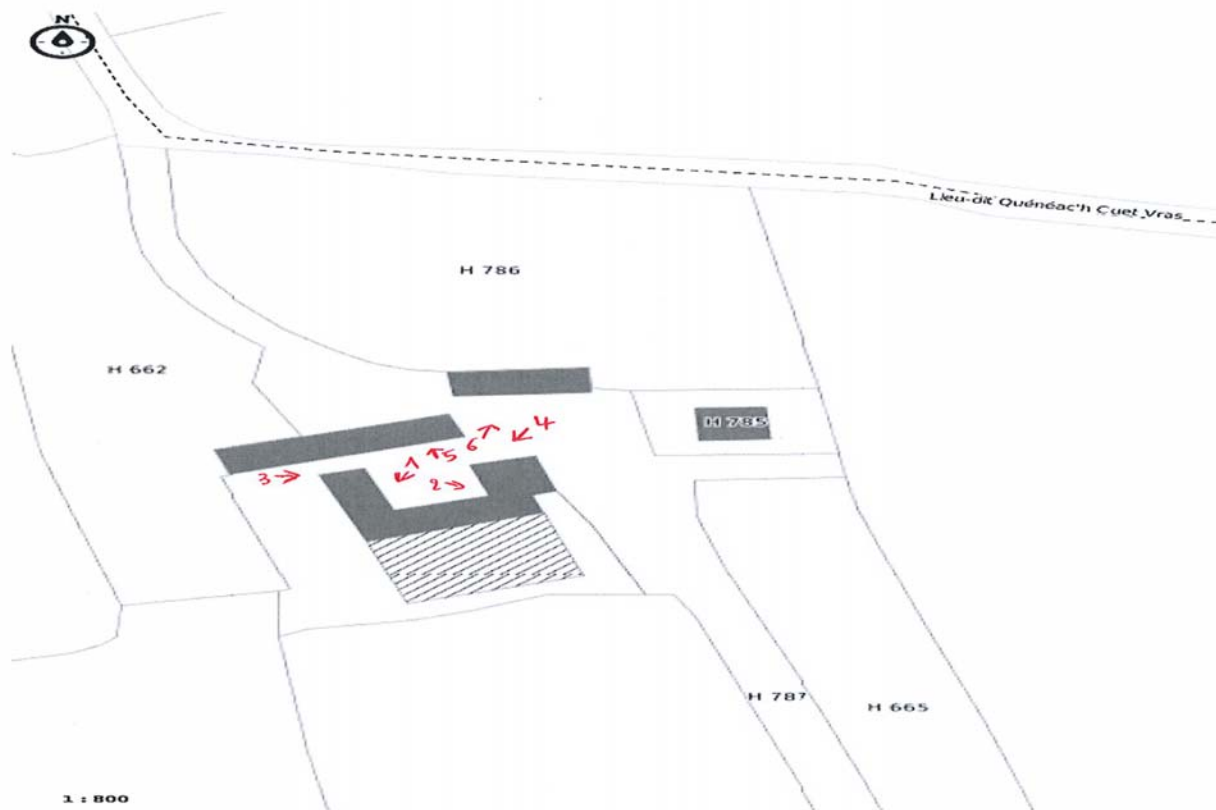 N
Lieu-dit Quénéac'h Cuet Vras
H 786
H 662
H 785
4
1
5
6
3
2
H 787
H 665
1 : 800